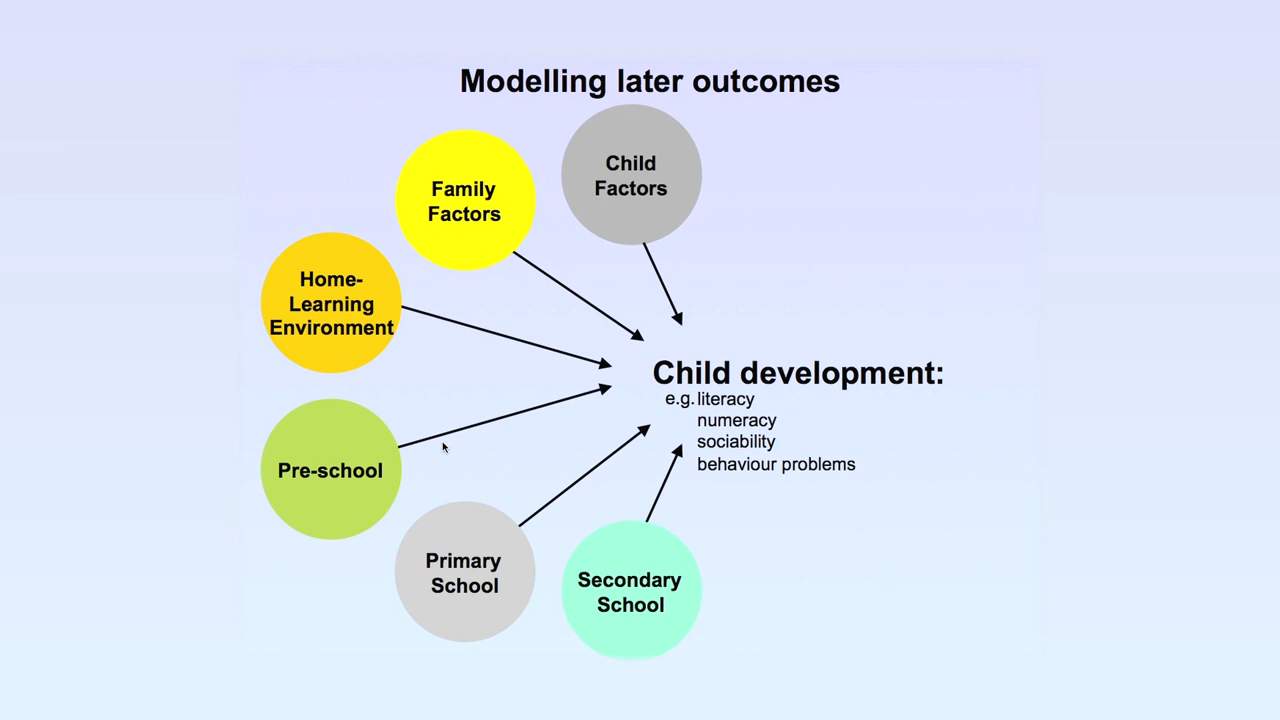 Modelling later outcomes
Child
Factors
Family
Factors
Home-
Learning
Environment
Pre-school
Primary
School
Secondary
School
Child development:
e.g. literacy
numeracy
sociability
behaviour problems